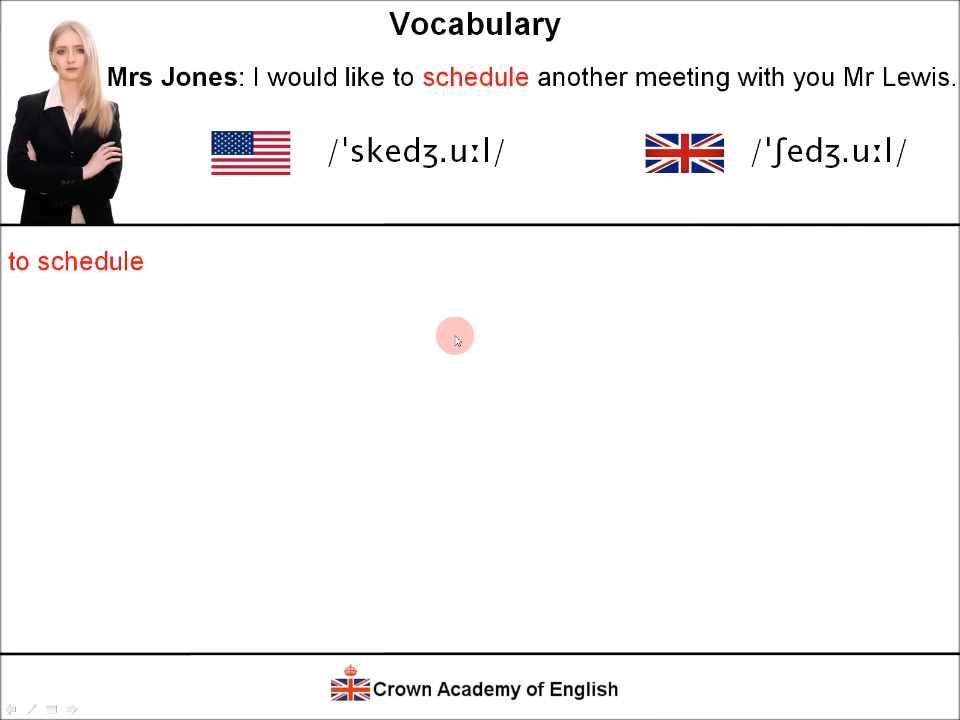 Vocabulary
Mrs Jones: I would like to schedule another meeting with you Mr Lewis.
/ˈskedʒ.uːl/ /ˈʃedʒ.uːl/
to schedule
Crown Academy of English